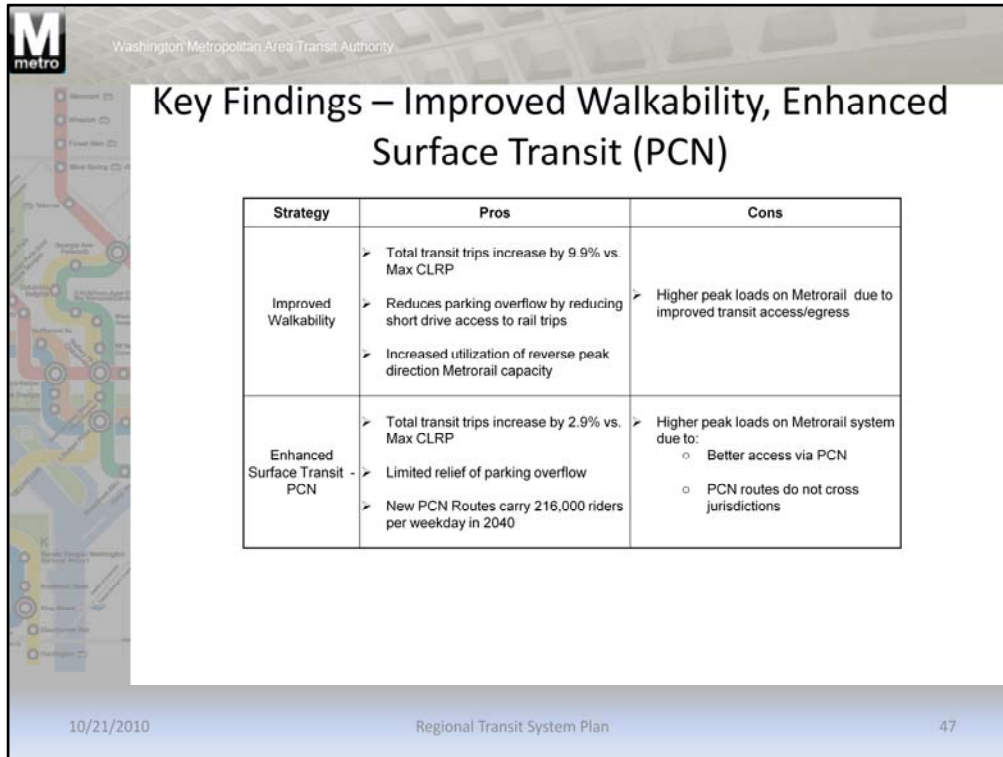 M
metro
Washington Metropolitan Area Transit Authority
Key Findings – Improved Walkability, Enhanced
Surface Transit (PCN)
Strategy
Pros
Cons
Improved
Walkability
➢ Total transit trips increase by 9.9% vs.
Max CLRP
➢ Reduces parking overflow by reducing
short drive access to rail trips
➢ Increased utilization of reverse peak
direction Metrorail capacity
➢ Higher peak loads on Metrorail due to
improved transit access/egress
Enhanced
Surface Transit -
PCN
➢ Total transit trips increase by 2.9% vs.
Max CLRP
➢ Limited relief of parking overflow
➢ New PCN Routes carry 216,000 riders
per weekday in 2040
➢ Higher peak loads on Metrorail system
due to:
○ Better access via PCN
○ PCN routes do not cross
jurisdictions
10/21/2010
Regional Transit System Plan
47